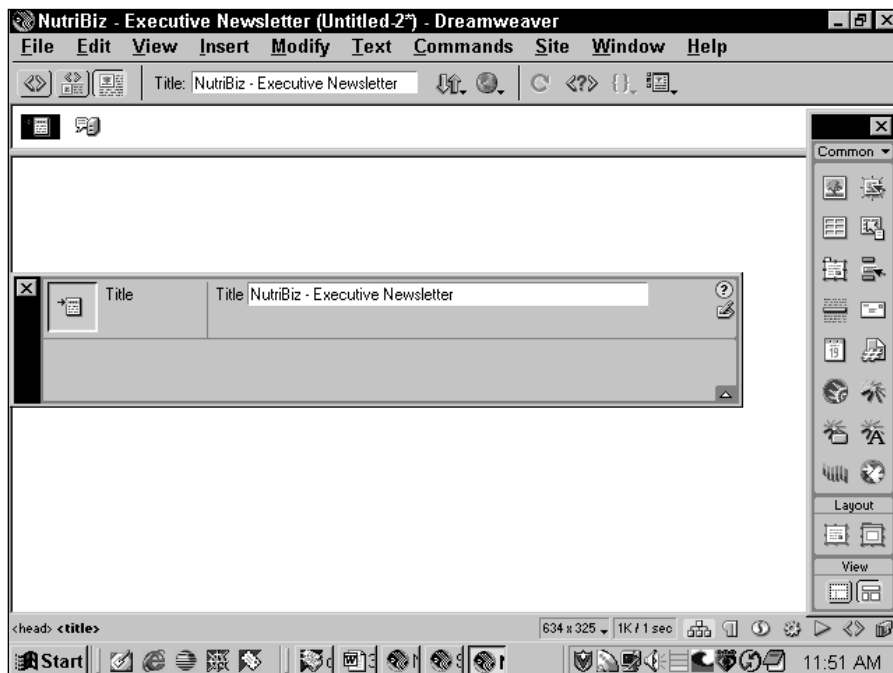 NutriBiz - Executive Newsletter (Untitled-2*) - Dreamweaver
File Edit View Insert Modify Text Commands Site Window Help
Title: NutriBiz - Executive Newsletter
Common
Title Title NutriBiz - Executive Newsletter
19
Layout
View
<head> <title> 634 x 325 1K / 1 sec
Start 11:51 AM